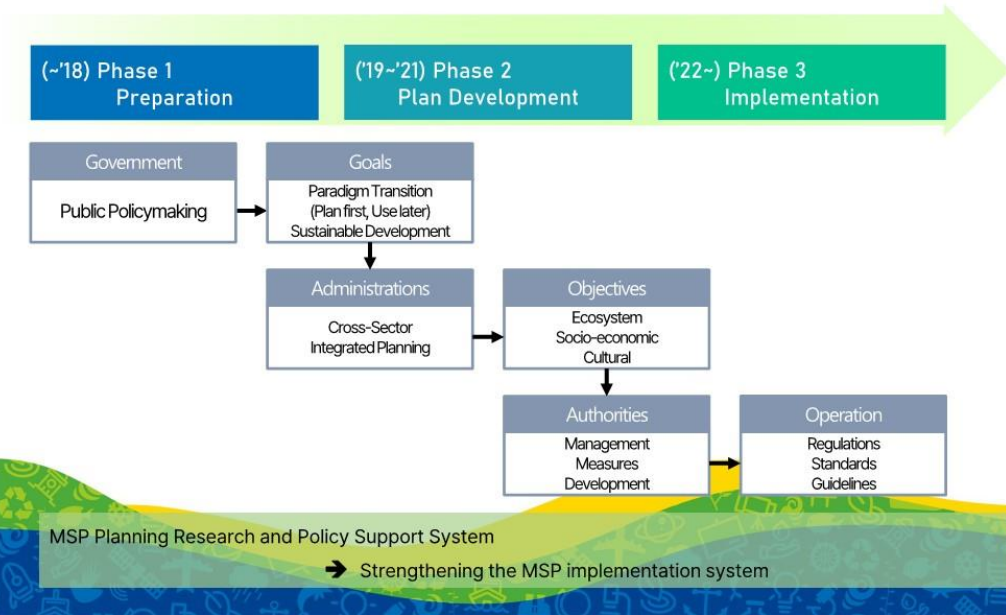 (~'18) Phase 1
Preparation
('19~'21) Phase 2
Plan Development
('22~) Phase 3
Implementation
Government
Public Policymaking
Goals
Paradigm Transition
(Plan first, Use later)
Sustainable Development
Administrations
Cross-Sector
Integrated Planning
Objectives
Ecosystem
Socio-economic
Cultural
Authorities
Management
Measures
Development
Operation
Regulations
Standards
Guidelines
MSP Planning Research and Policy Support System
➔ Strengthening the MSP implementation system